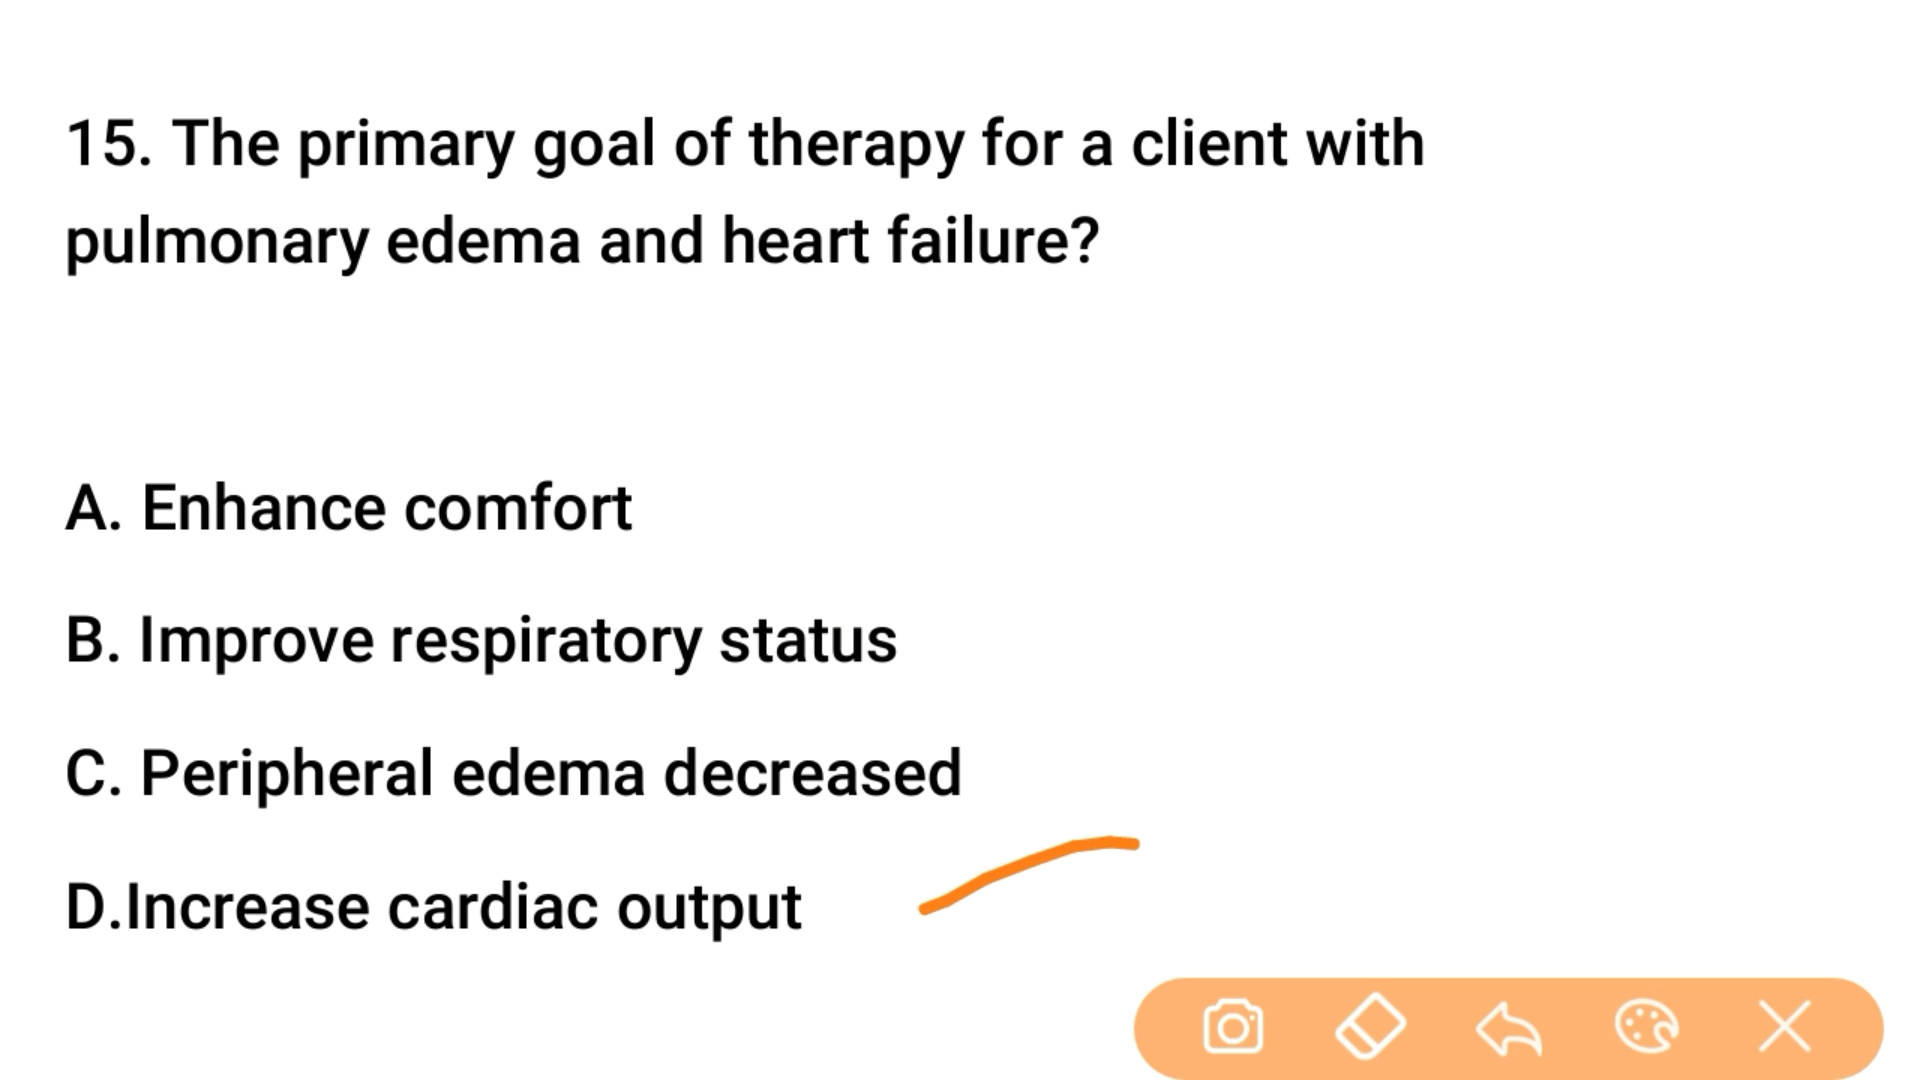 15. The primary goal of therapy for a client with
pulmonary edema and heart failure?
A. Enhance comfort
B. Improve respiratory status
C. Peripheral edema decreased
D.Increase cardiac output